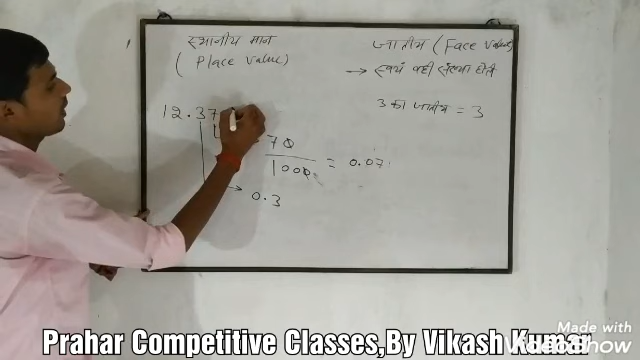 स्थानीय मान
(Place Value)
जातीय (Face Value)
→ स्वयं वही संख्या होती
3 का जातीय = 3
12.37
70
1000
= 0.07
0.3
Prahar Competitive Classes,By Vikash Kumar
Made with
VideoShow